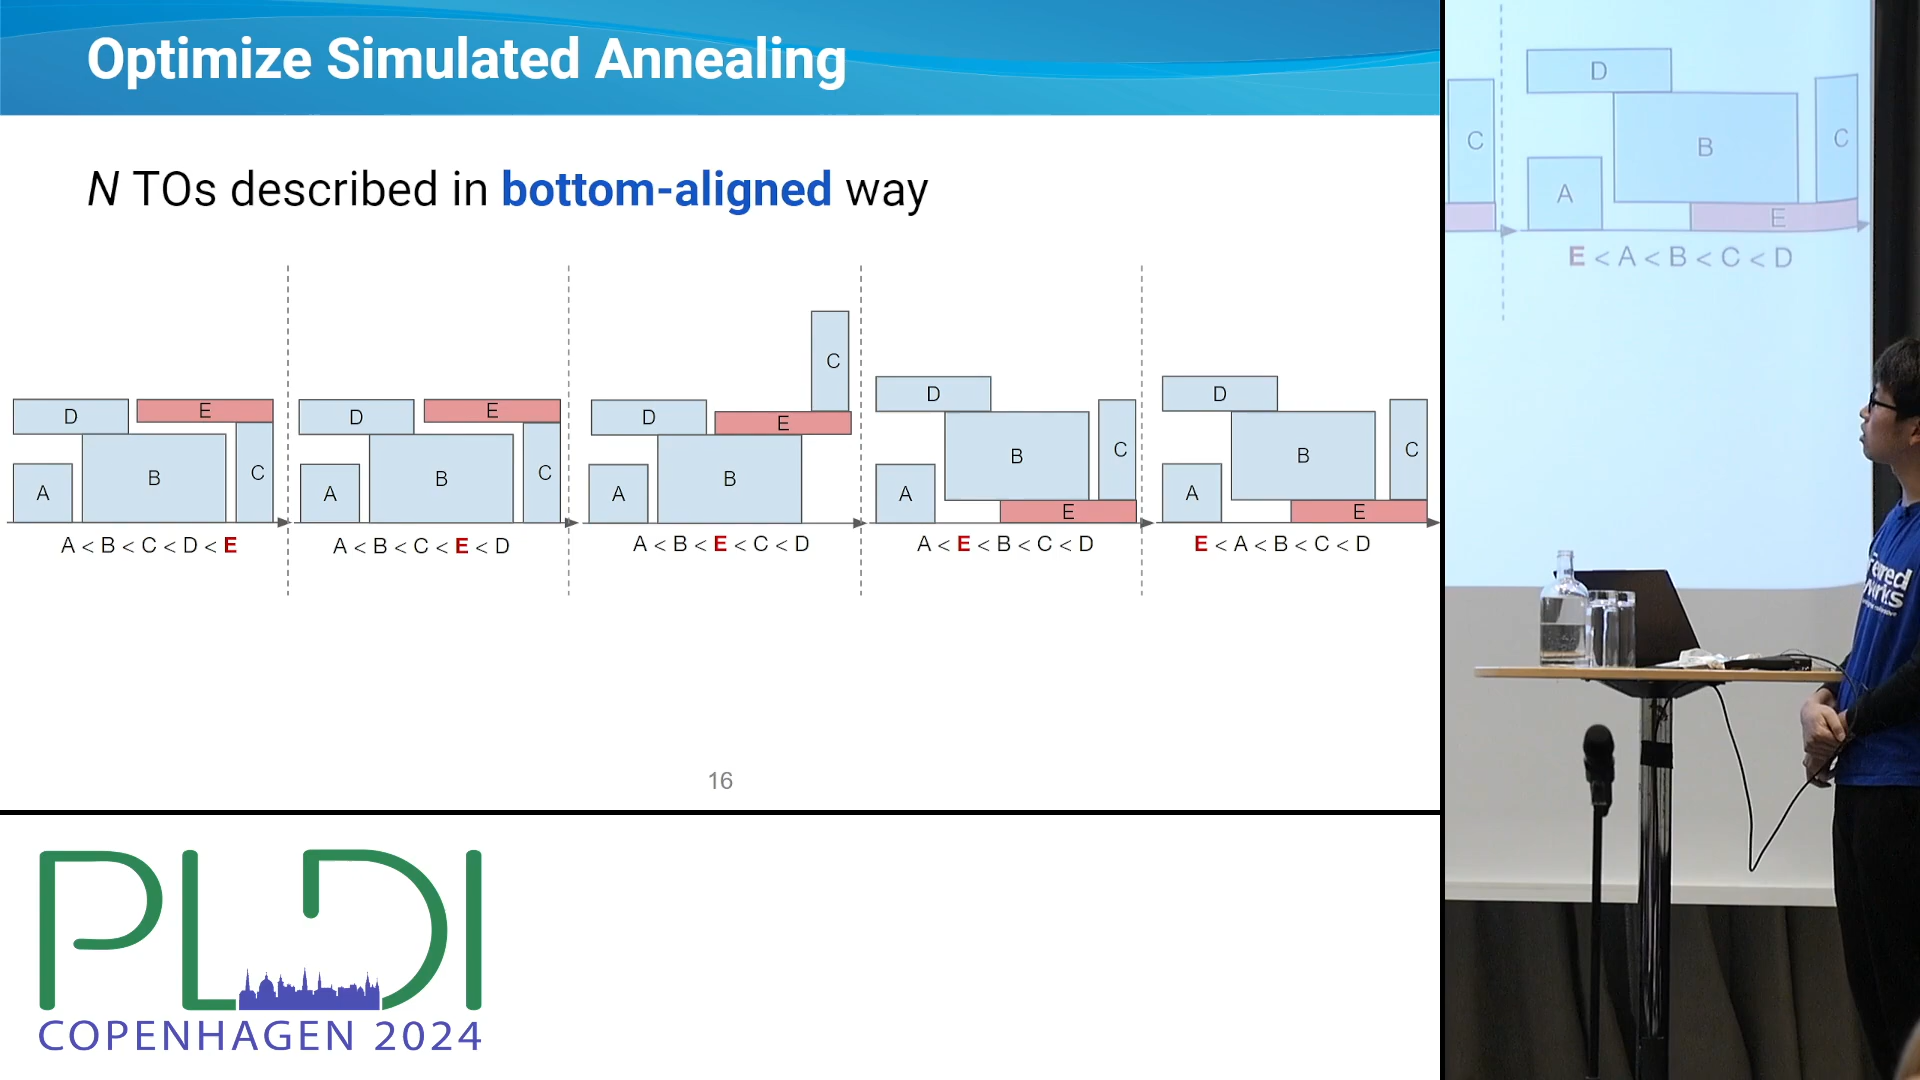 Optimize Simulated Annealing
N TOs described in bottom-aligned way
D E A B C
A < B < C < D < E
D E A B C
A < B < C < E < D
C D E A B
A < B < E < C < D
D B C A E
A < E < B < C < D
D B C A E
E < A < B < C < D
16
PLDI
COPENHAGEN 2024
C
D
B
C
A
E
E < A < B < C < D